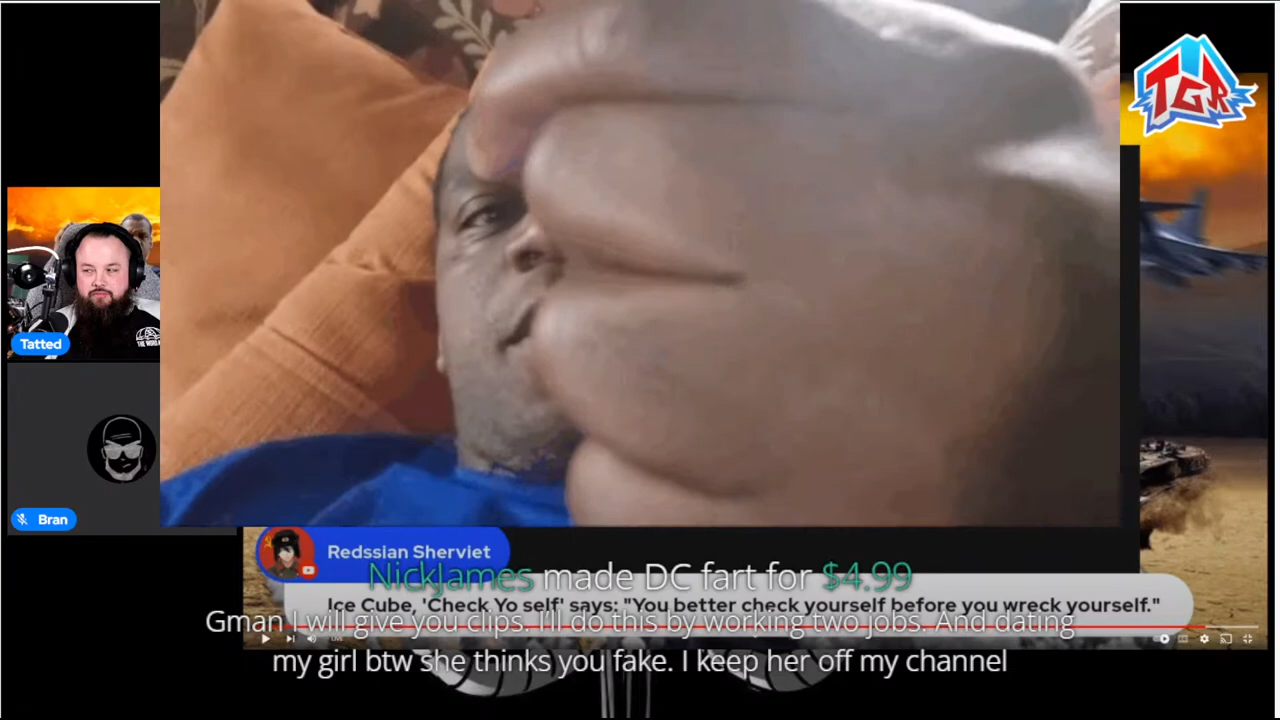 TGR
Tatted
Bran
Redssian Sherviet
NickJames made DC fart for $4.99
Ice Cube, 'Check Yo self' says: "You better check yourself before you wreck yourself."
Gman I will give you clips. I'll do this by working two jobs. And dating
my girl btw she thinks you fake. I keep her off my channel
LIVE